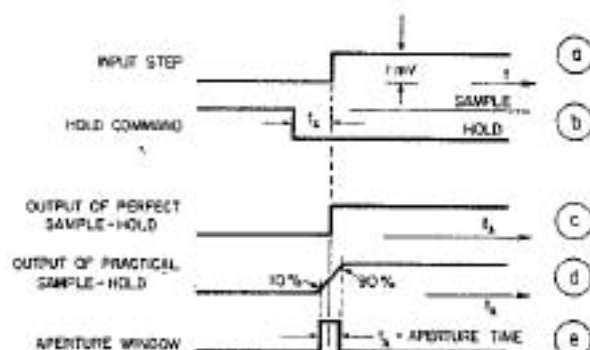 INPUT STEP
1 mV
t
a
SAMPLE
HOLD COMMAND
HOLD
b
OUTPUT OF PERFECT
SAMPLE-HOLD
c
OUTPUT OF PRACTICAL
SAMPLE-HOLD
10%
90%
d
APERTURE WINDOW
= APERTURE TIME
e